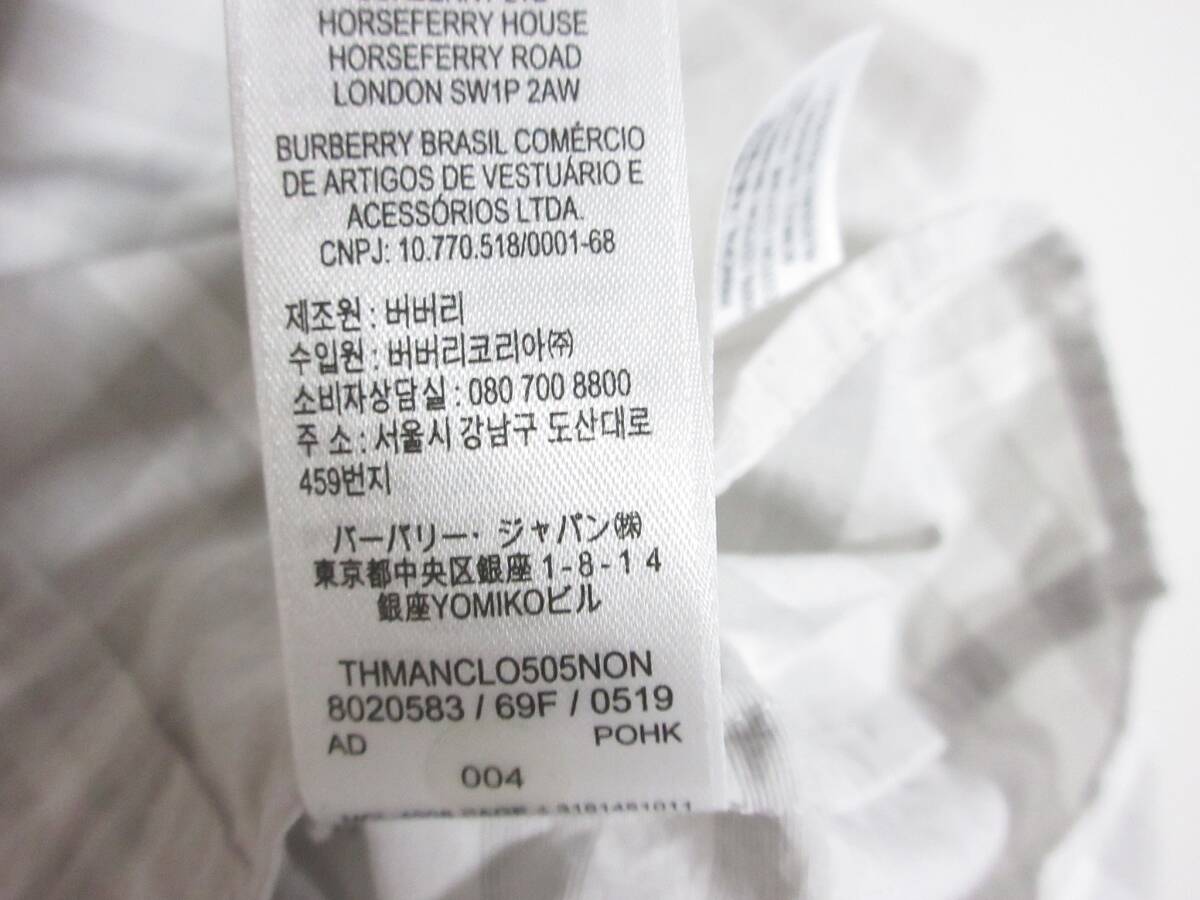 HORSEFERRY HOUSE
HORSEFERRY ROAD
LONDON SW1P 2AW
BURBERRY BRASIL COMÉRCIO
DE ARTIGOS DE VESTUÁRIO E
ACESSÓRIOS LTDA.
CNPJ: 10.770.518/0001-68
제조원 : 버버리
수입원 : 버버리코리아㈜
소비자상담실 : 080 700 8800
주 소 : 서울시 강남구 도산대로
459번지
バーバリー・ジャパン㈱
東京都中央区銀座 1-8-14
銀座YOMIKOビル
THMANCLO505NON
8020583 / 69F / 0519
AD POHK
004